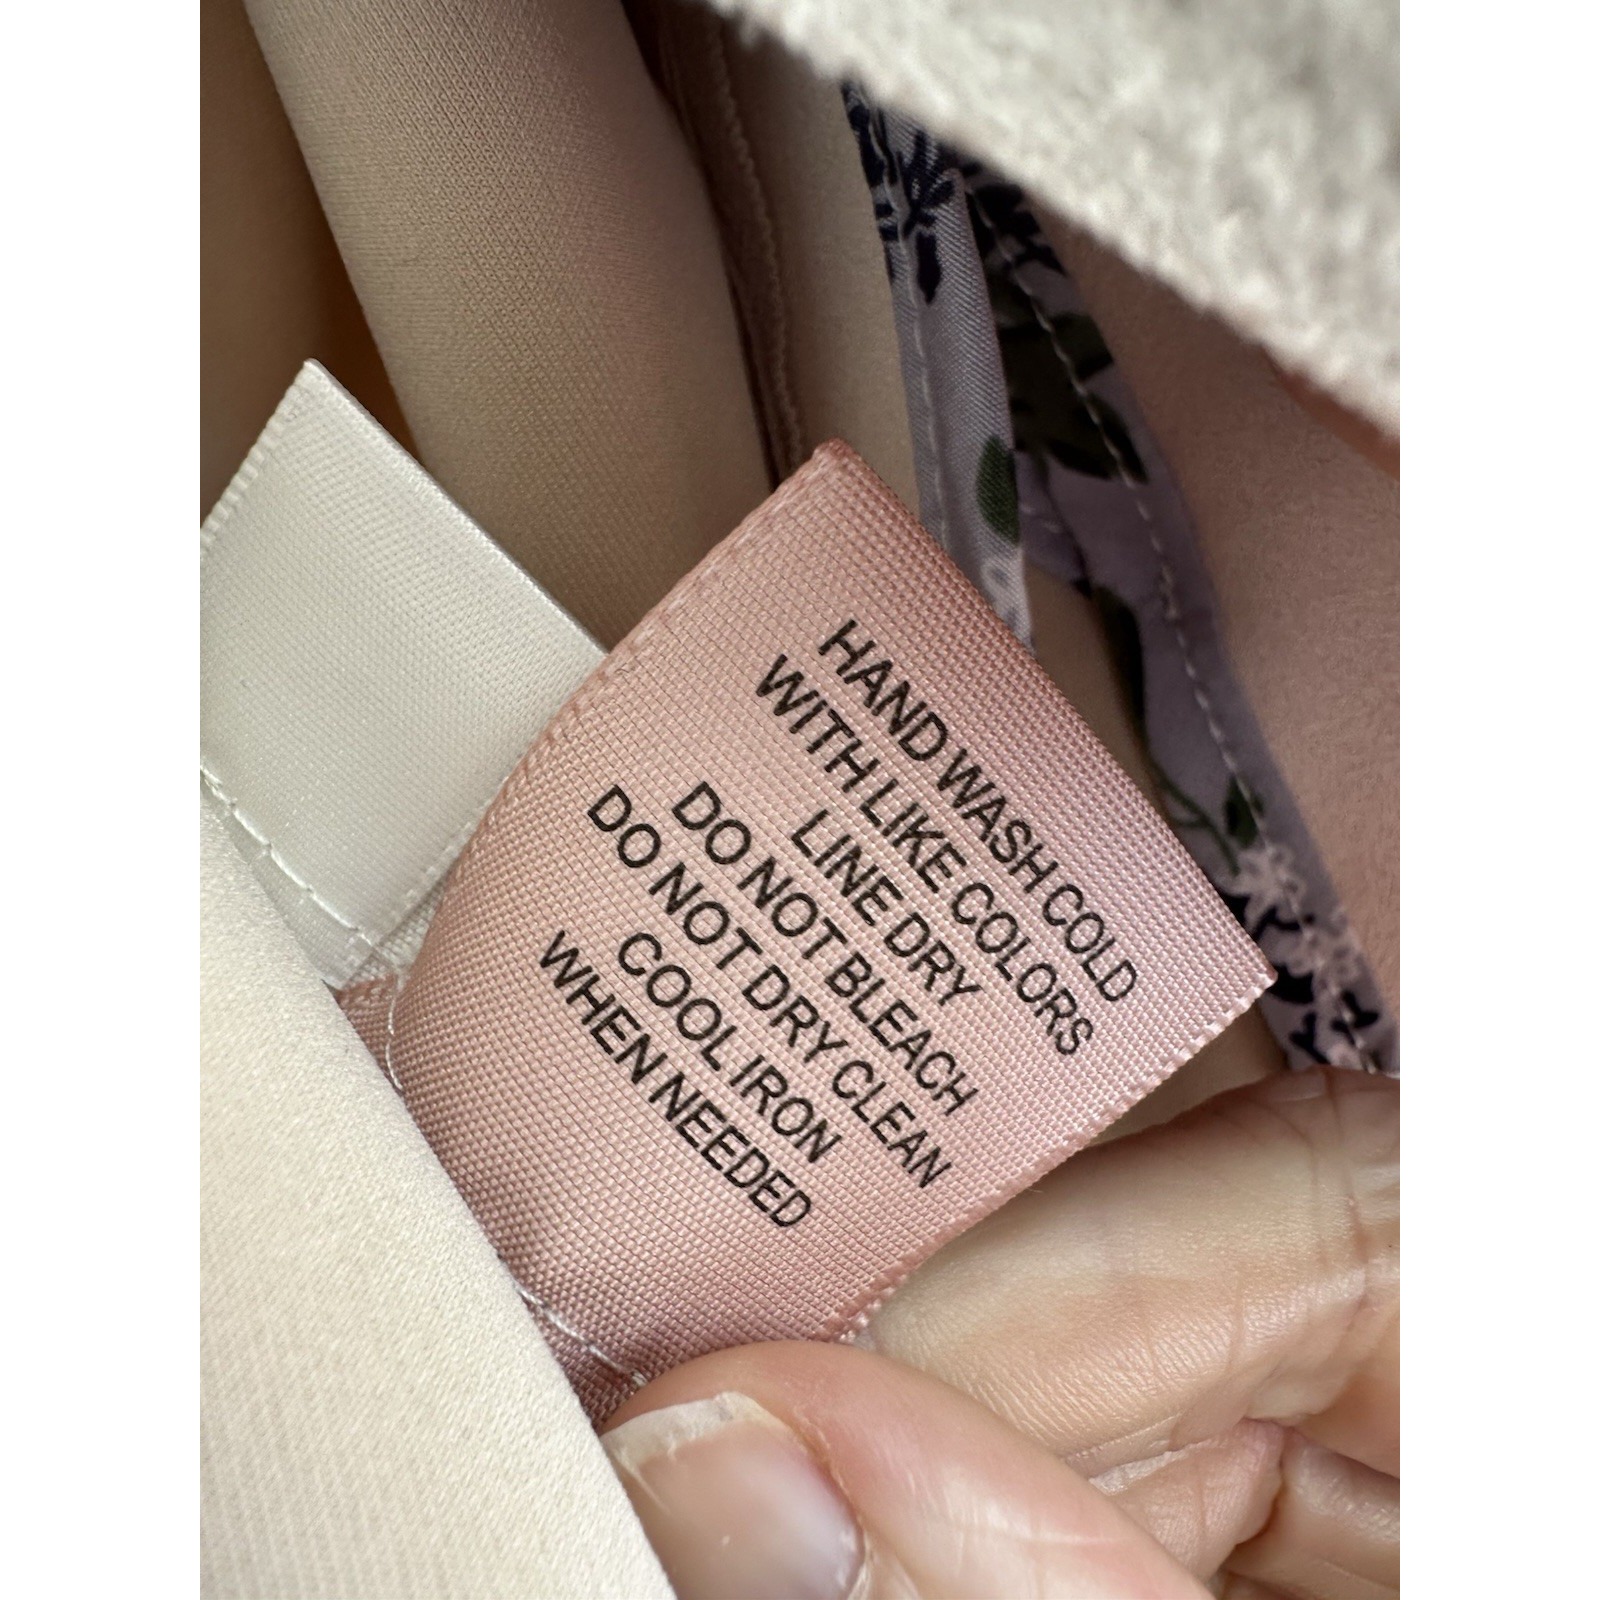 HAND WASH COLD
WITH LIKE COLORS
LINE DRY
DO NOT BLEACH
DO NOT DRY CLEAN
COOL IRON
WHEN NEEDED